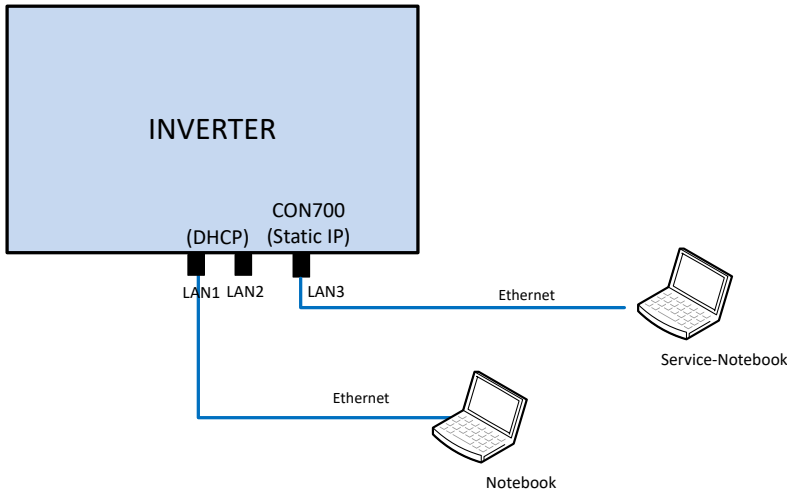 INVERTER
CON700
(DHCP)
(Static IP)
LAN1
LAN2
LAN3
Ethernet
Service-Notebook
Ethernet
Notebook